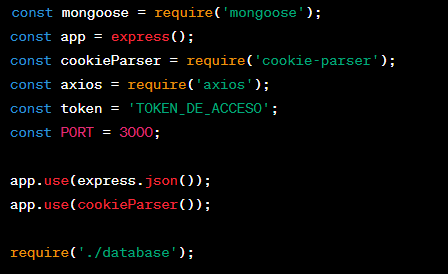 const mongoose = require('mongoose');
const app = express();
const cookieParser = require('cookie-parser');
const axios = require('axios');
const token = 'TOKEN_DE_ACCESO';
const PORT = 3000;
app.use(express.json());
app.use(cookieParser());
require('./database');